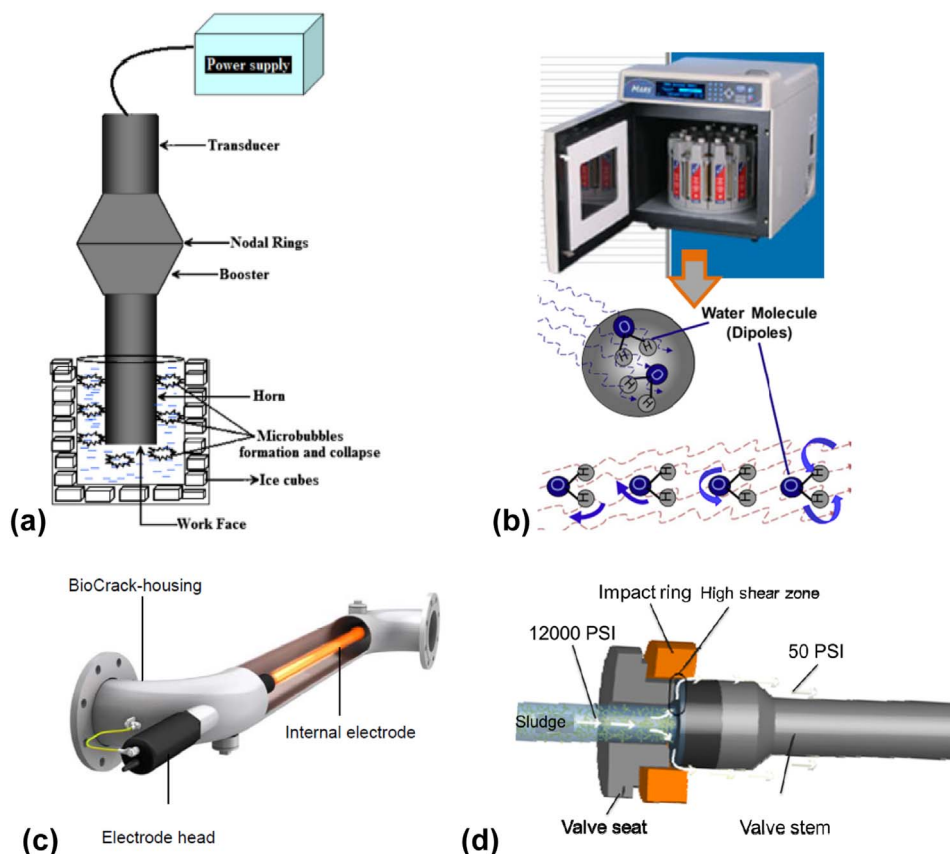 Power supply
Transducer
Nodal Rings
Booster
Horn
Microbubbles
formation and collapse
Ice cubes
Work Face
(a)
(b)
MARS
Water Molecule
(Dipoles)
O
H
H
O
H
H
O
H
H
O
H
H
O
H
H
O
H
H
BioCrack-housing
Internal electrode
Electrode head
(c)
Impact ring
High shear zone
12000 PSI
50 PSI
Sludge
Valve seat
Valve stem
(d)